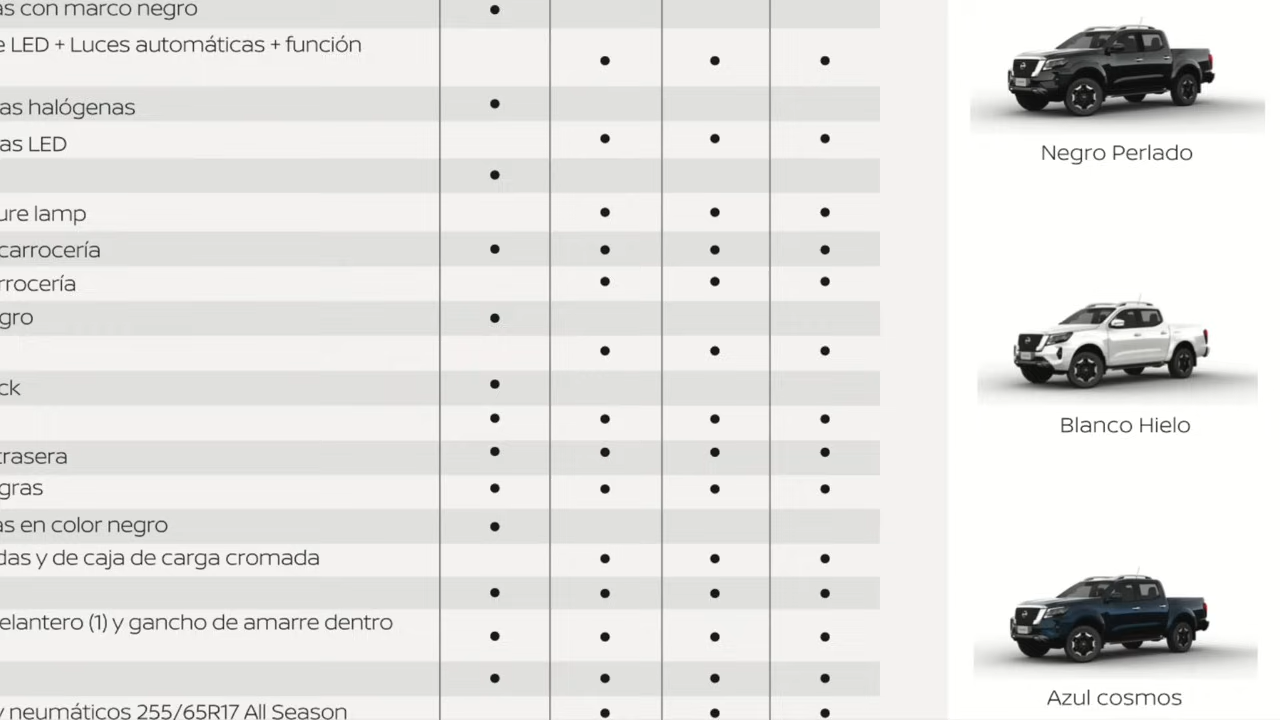 as con marco negro
e LED + Luces automáticas + función
as halógenas
as LED
ure lamp
carrocería
rrocería
gro
ck
trasera
gras
as en color negro
das y de caja de carga cromada
elantero (1) y gancho de amarre dentro
y neumáticos 255/65R17 All Season
Negro Perlado
Blanco Hielo
Azul cosmos